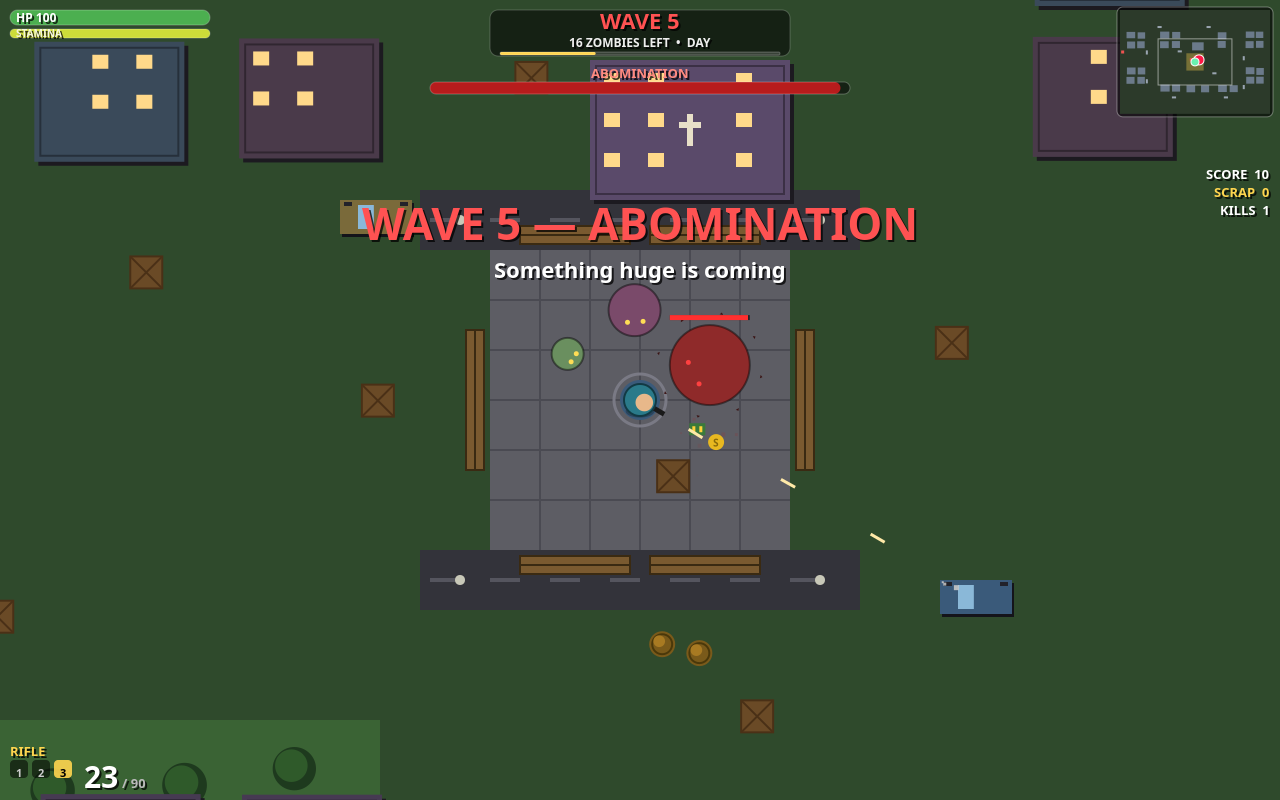 HP 100
STAMINA
WAVE 5
16 ZOMBIES LEFT • DAY
ABOMINATION
SCORE 10
SCRAP 0
KILLS 1
WAVE 5 — ABOMINATION
Something huge is coming
S
RIFLE
1 2 3
23 / 90